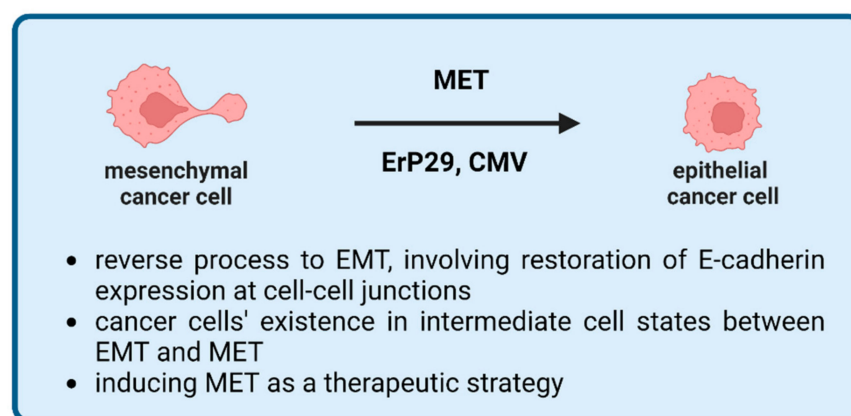 MET
ErP29, CMV
mesenchymal
cancer cell
epithelial
cancer cell
• reverse process to EMT, involving restoration of E-cadherin
expression at cell-cell junctions
• cancer cells' existence in intermediate cell states between
EMT and MET
• inducing MET as a therapeutic strategy